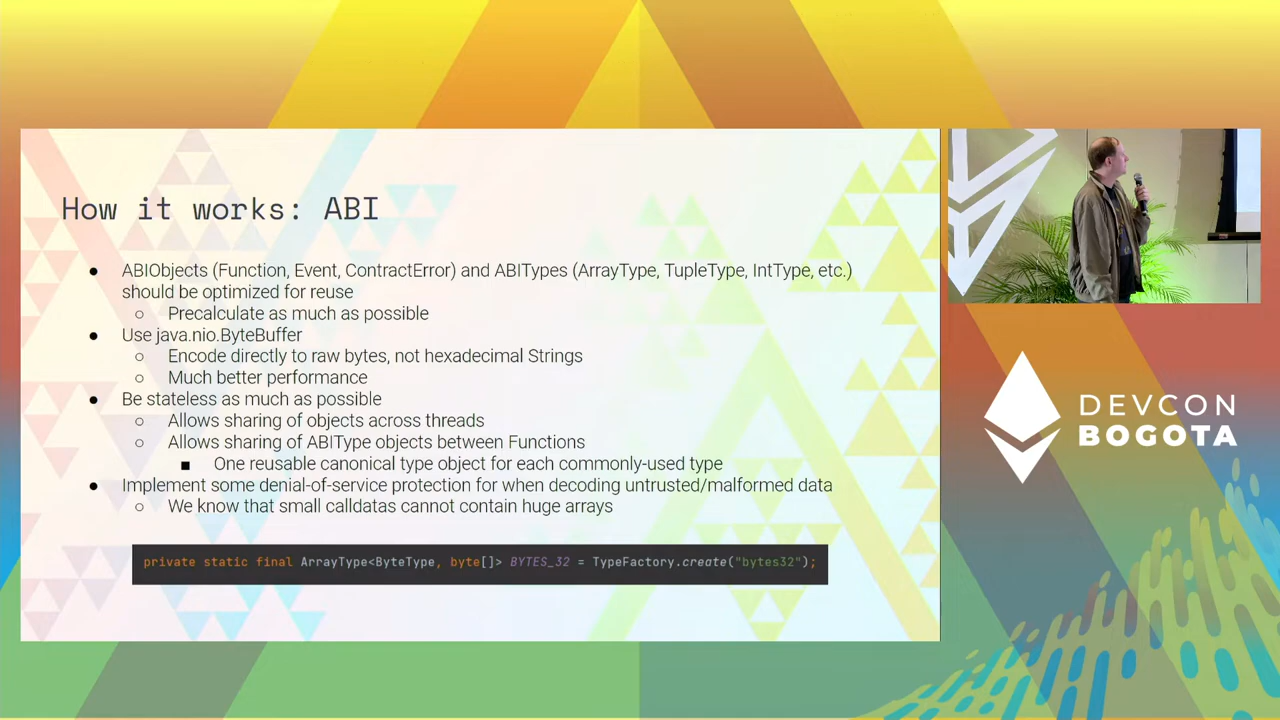 How it works: ABI
● ABIObjects (Function, Event, ContractError) and ABITypes (ArrayType, TupleType, IntType, etc.)
should be optimized for reuse
○ Precalculate as much as possible
● Use java.nio.ByteBuffer
○ Encode directly to raw bytes, not hexadecimal Strings
○ Much better performance
● Be stateless as much as possible
○ Allows sharing of objects across threads
○ Allows sharing of ABIType objects between Functions
■ One reusable canonical type object for each commonly-used type
● Implement some denial-of-service protection for when decoding untrusted/malformed data
○ We know that small calldatas cannot contain huge arrays
private static final ArrayType<ByteType, byte[]> BYTES_32 = TypeFactory.create("bytes32");
DEVCON
BOGOTA